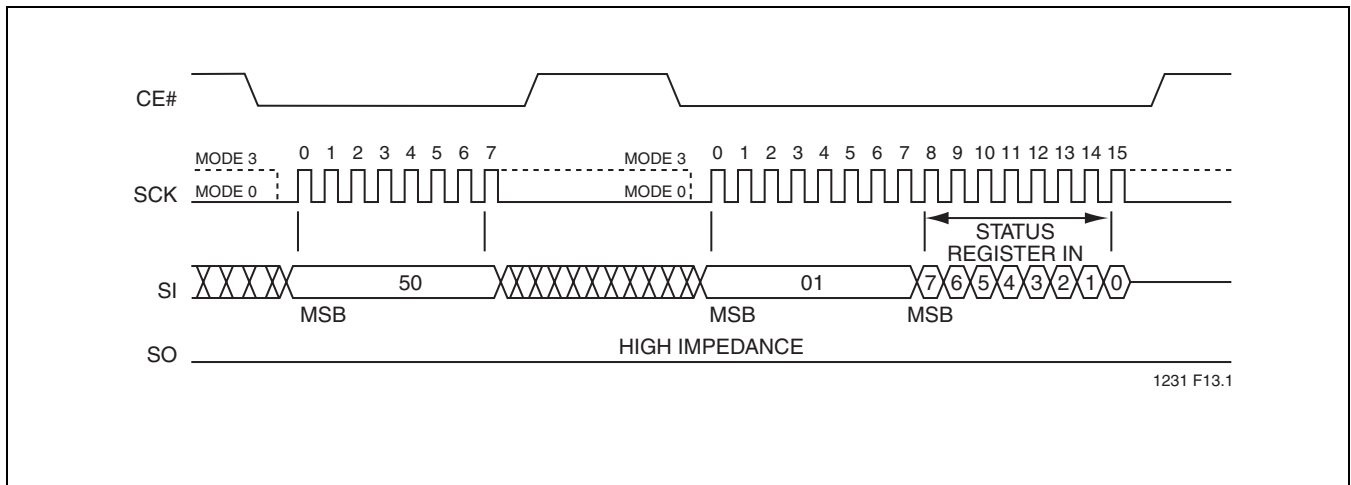 CE#
MODE 3 0 1 2 3 4 5 6 7 MODE 3 0 1 2 3 4 5 6 7 8 9 10 11 12 13 14 15
SCK MODE 0 MODE 0
STATUS
REGISTER IN
SI 50 01 7 6 5 4 3 2 1 0
MSB MSB MSB
SO HIGH IMPEDANCE
1231 F13.1